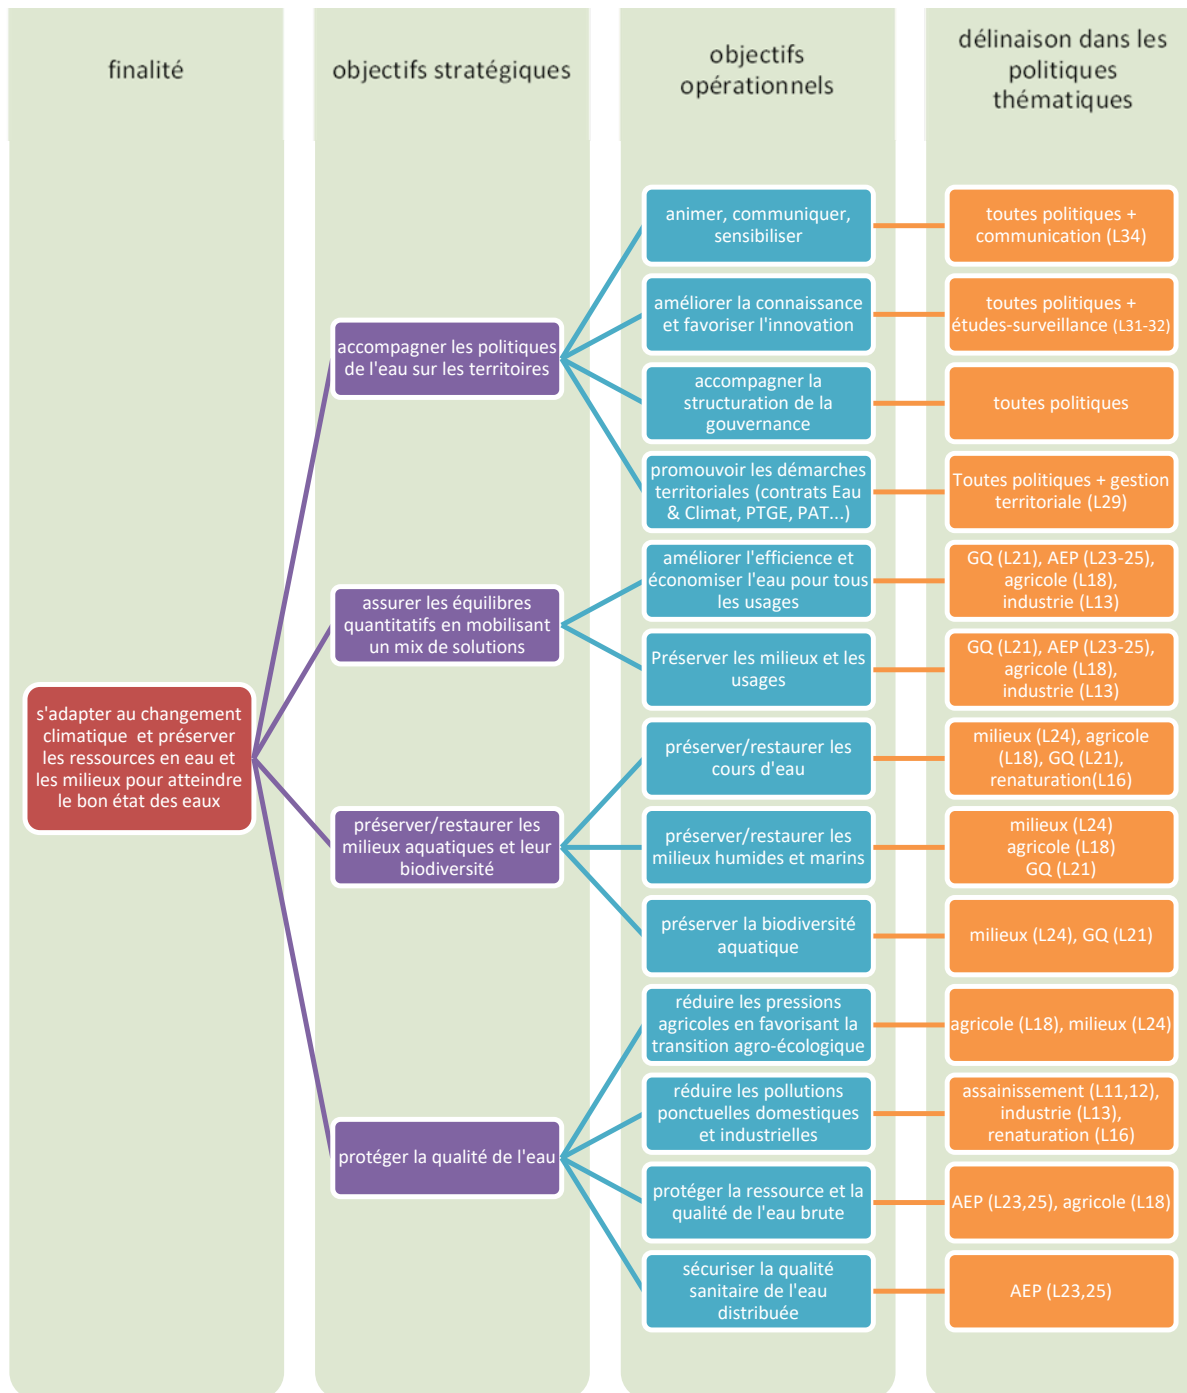 finalité
objectifs stratégiques
objectifs
opérationnels
délinaison dans les
politiques
thématiques
s'adapter au changement
climatique et préserver
les ressources en eau et
les milieux pour atteindre
le bon état des eaux
accompagner les politiques
de l'eau sur les territoires
animer, communiquer,
sensibiliser
toutes politiques +
communication (L34)
améliorer la connaissance
et favoriser l'innovation
toutes politiques +
études-surveillance (L31-32)
accompagner la
structuration de la
gouvernance
toutes politiques
promouvoir les démarches
territoriales (contrats Eau
& Climat, PTGE, PAT...)
Toutes politiques + gestion
territoriale (L29)
assurer les équilibres
quantitatifs en mobilisant
un mix de solutions
améliorer l'efficience et
économiser l'eau pour tous
les usages
GQ (L21), AEP (L23-25),
agricole (L18),
industrie (L13)
Préserver les milieux et les
usages
GQ (L21), AEP (L23-25),
agricole (L18),
industrie (L13)
préserver/restaurer les
milieux aquatiques et leur
biodiversité
préserver/restaurer les
cours d'eau
milieux (L24), agricole
(L18), GQ (L21),
renaturation(L16)
préserver/restaurer les
milieux humides et marins
milieux (L24)
agricole (L18)
GQ (L21)
préserver la biodiversité
aquatique
milieux (L24), GQ (L21)
protéger la qualité de l'eau
réduire les pressions
agricoles en favorisant la
transition agro-écologique
agricole (L18), milieux (L24)
réduire les pollutions
ponctuelles domestiques
et industrielles
assainissement (L11,12),
industrie (L13),
renaturation (L16)
protéger la ressource et la
qualité de l'eau brute
AEP (L23,25), agricole (L18)
sécuriser la qualité
sanitaire de l'eau
distribuée
AEP (L23,25)